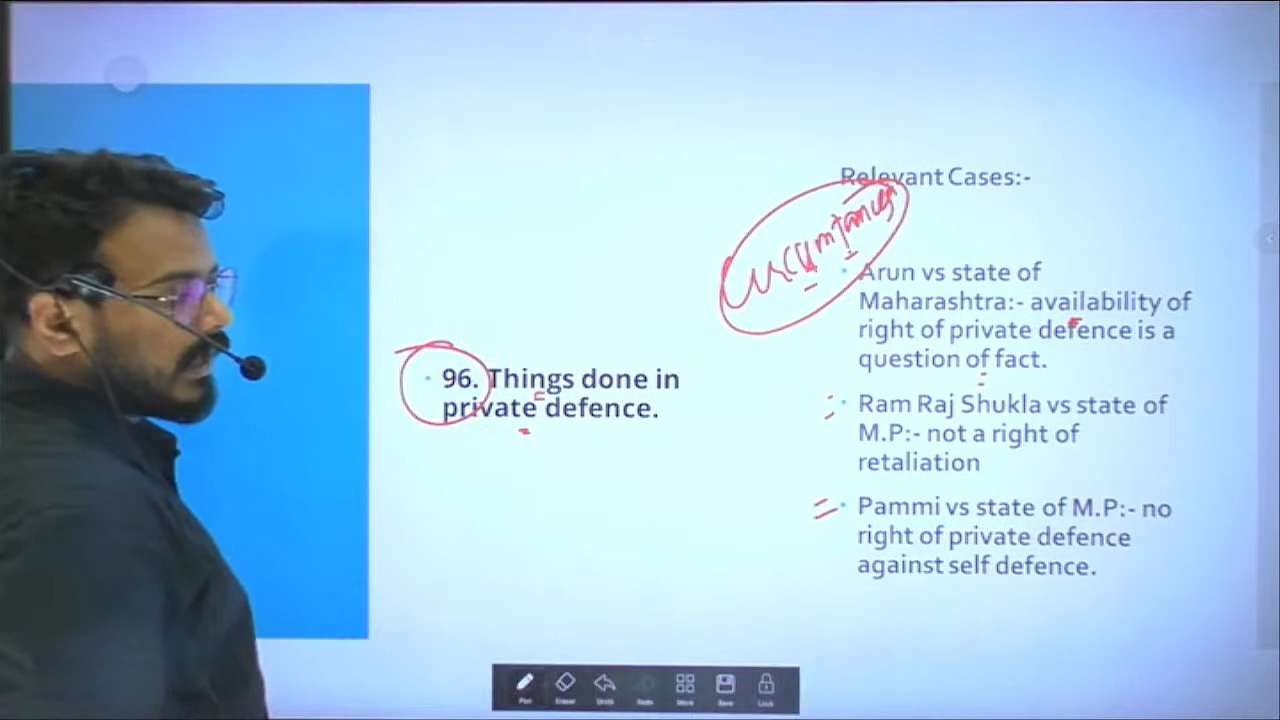 96. Things done in
private defence.
Relevant Cases:-
Circumtances
Arun vs state of
Maharashtra:- availability of
right of private defence is a
question of fact.
Ram Raj Shukla vs state of
M.P:- not a right of
retaliation
Pammi vs state of M.P:- no
right of private defence
against self defence.
Pen
Eraser
Undo
Redo
More
Save
Lock